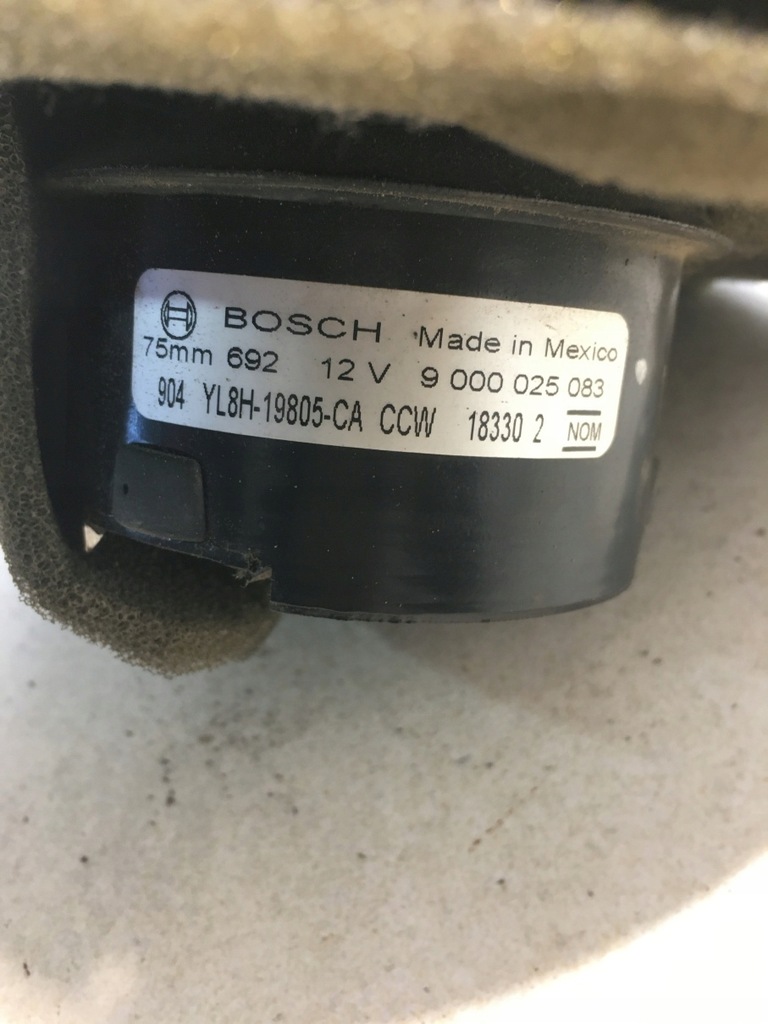 BOSCH Made in Mexico
75mm 692 12 V 9 000 025 083
904 YL8H-19805-CA CCW 18330 2 NOM